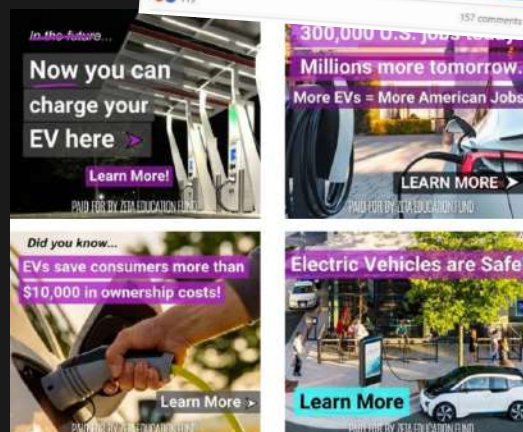 157 comments
In the future...
Now you can
charge your
EV here
Learn More!
PAID FOR BY ZETA EDUCATION FUND
300,000 U.S. jobs today
Millions more tomorrow.
More EVs = More American Jobs
LEARN MORE
PAID FOR BY ZETA EDUCATION FUND
Did you know...
EVs save consumers more than
$10,000 in ownership costs!
Learn More
PAID FOR BY ZETA EDUCATION FUND
Electric Vehicles are Safe
Learn More
PAID FOR BY ZETA EDUCATION FUND